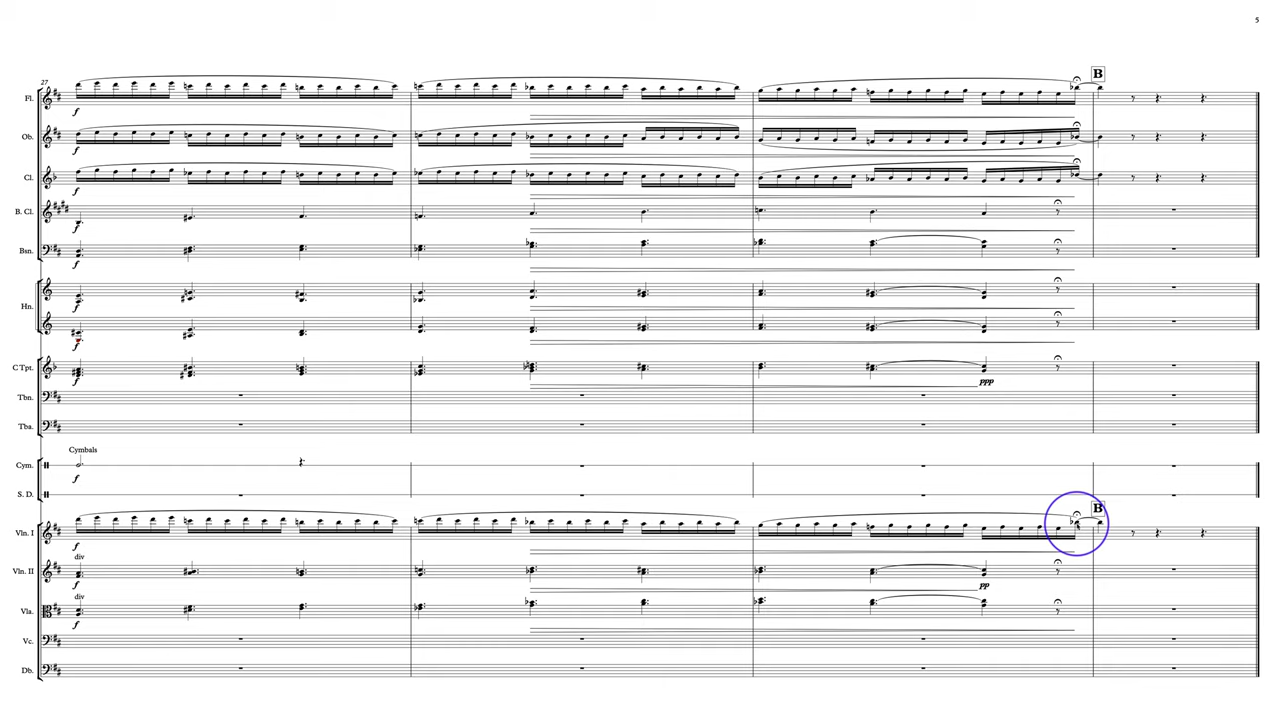 5
27
B
Fl.
f
Ob.
f
Cl.
f
B. Cl.
f
Bsn.
f
Hn.
f
C Tpt.
f
ppp
Tbn.
Tba.
Cymbals
Cym.
f
S. D.
B
Vln. I
f
div
Vln. II
f
pp
div
Vla.
f
Vc.
Db.